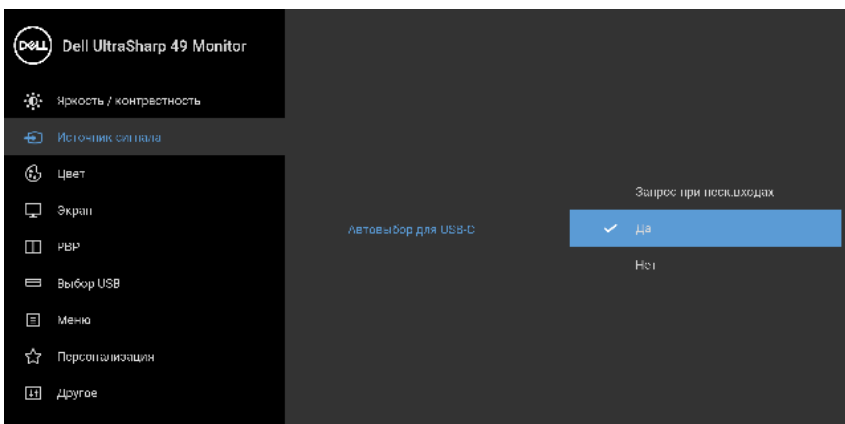 DELL
Dell UltraSharp 49 Monitor
Яркость / контрастность
Источник сигнала
Цвет
Экран
PBP
Выбор USB
Меню
Персонализация
Другое
Автовыбор для USB-C
Запрос при неск.входах
Да
Нет